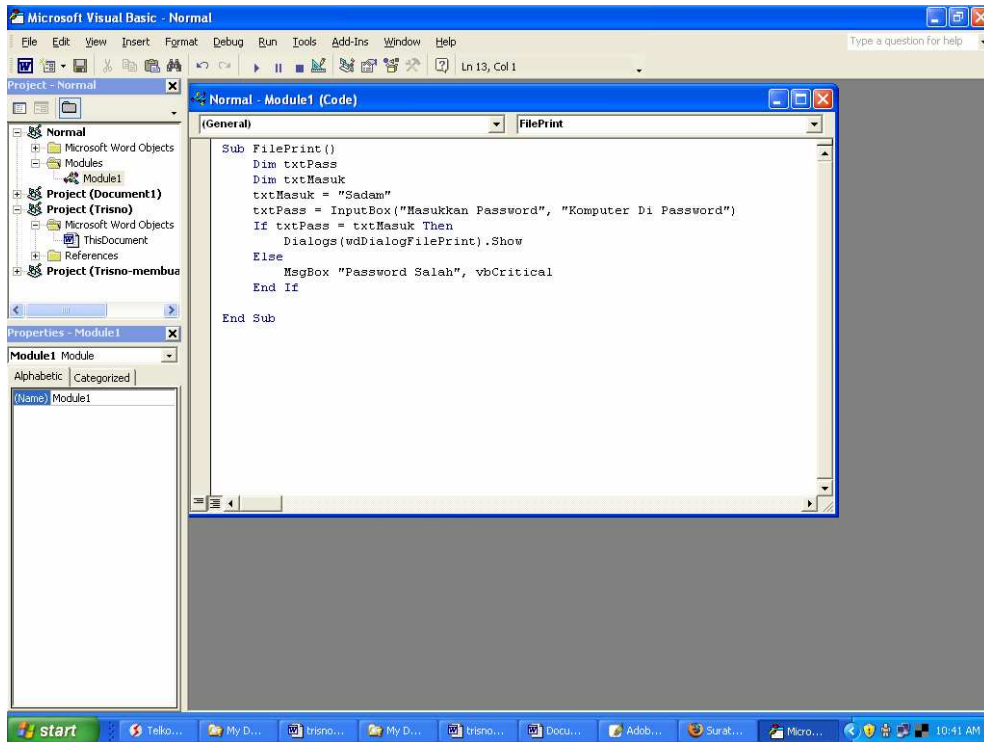 Microsoft Visual Basic - Normal
File Edit View Insert Format Debug Run Tools Add-Ins Window Help
Type a question for help
Ln 13, Col 1
Project - Normal
Normal
Microsoft Word Objects
Modules
Module1
Project (Document1)
Project (Trisno)
Microsoft Word Objects
ThisDocument
References
Project (Trisno-membua
Properties - Module1
Module1 Module
Alphabetic Categorized
(Name) Module1
Normal - Module1 (Code)
(General) FilePrint
Sub FilePrint()
Dim txtPass
Dim txtMasuk
txtMasuk = "Sadam"
txtPass = InputBox("Masukkan Password", "Komputer Di Password")
If txtPass = txtMasuk Then
Dialogs(wdDialogFilePrint).Show
Else
MsgBox "Password Salah", vbCritical
End If
End Sub
start Telko... My D... trisno... My D... trisno... Docu... Adob... Surat... Micro... 10:41 AM